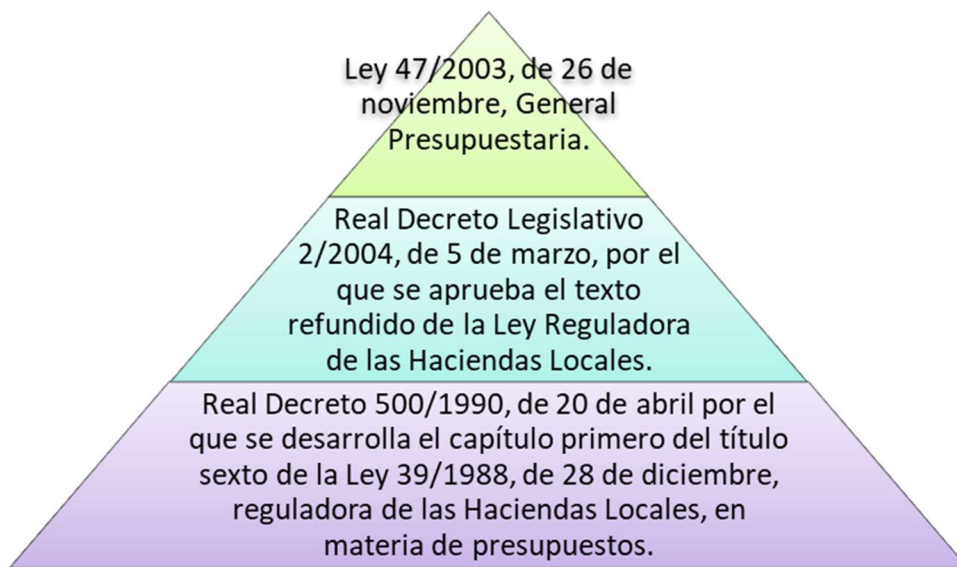 Ley 47/2003, de 26 de
noviembre, General
Presupuestaria.
Real Decreto Legislativo
2/2004, de 5 de marzo, por el
que se aprueba el texto
refundido de la Ley Reguladora
de las Haciendas Locales.
Real Decreto 500/1990, de 20 de abril por el
que se desarrolla el capítulo primero del título
sexto de la Ley 39/1988, de 28 de diciembre,
reguladora de las Haciendas Locales, en
materia de presupuestos.